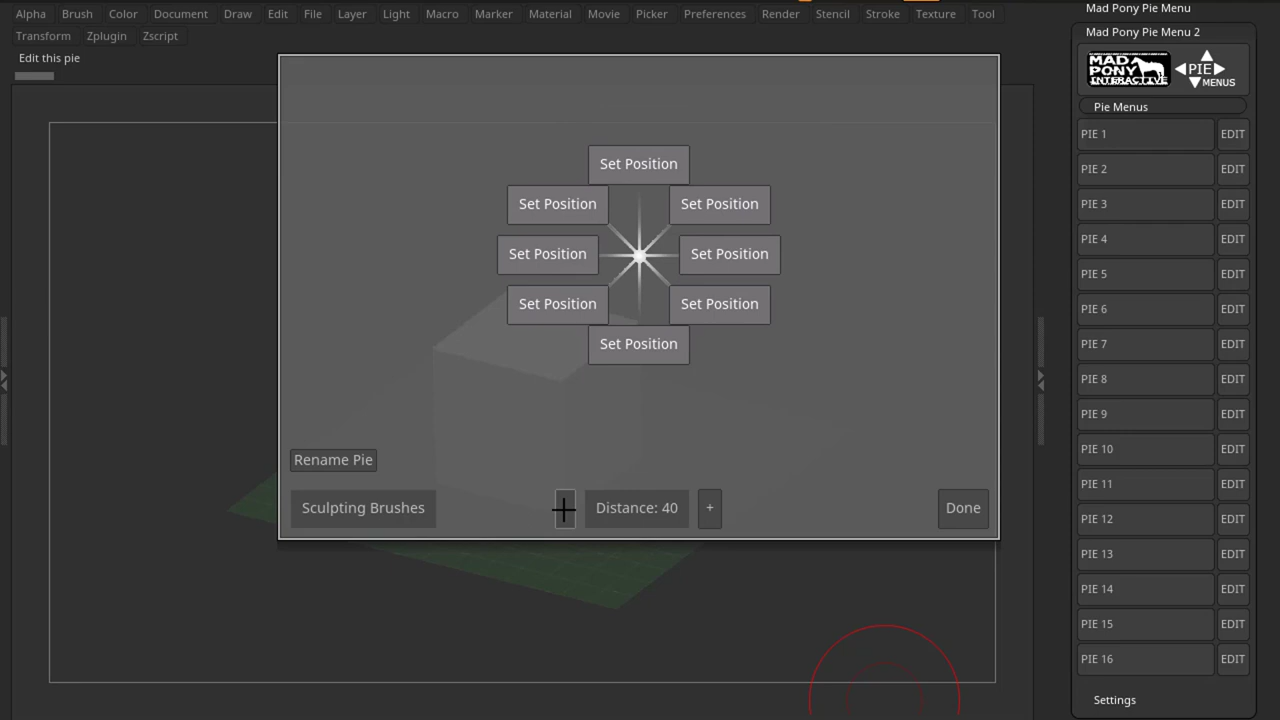 Alpha Brush Color Document Draw Edit File Layer Light Macro Marker Material Movie Picker Preferences Render Stencil Stroke Texture Tool
Transform Zplugin Zscript
Edit this pie
Set Position
Set Position Set Position
Set Position Set Position
Set Position Set Position
Set Position
Rename Pie
Sculpting Brushes Distance: 40 + Done
Mad Pony Pie Menu
Mad Pony Pie Menu 2
MAD
PONY
INTERACTIVE
PIE
MENUS
Pie Menus
PIE 1 EDIT
PIE 2 EDIT
PIE 3 EDIT
PIE 4 EDIT
PIE 5 EDIT
PIE 6 EDIT
PIE 7 EDIT
PIE 8 EDIT
PIE 9 EDIT
PIE 10 EDIT
PIE 11 EDIT
PIE 12 EDIT
PIE 13 EDIT
PIE 14 EDIT
PIE 15 EDIT
PIE 16 EDIT
Settings